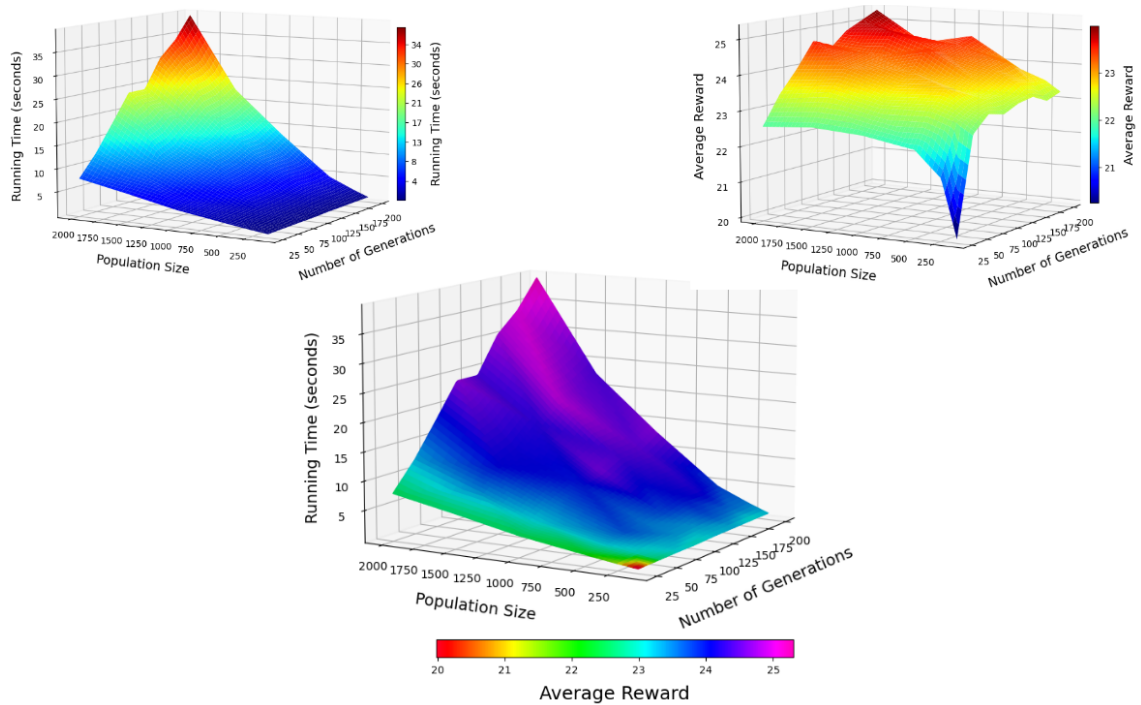 Running Time (seconds)
35
30
25
20
15
10
5
2000 1750 1500 1250 1000 750 500 250
Population Size
25 50 75 100 125 150 175 200
Number of Generations
34
30
26
21
17
13
8
4
Running Time (seconds)
Average Reward
25
24
23
22
21
20
2000 1750 1500 1250 1000 750 500 250
Population Size
25 50 75 100 125 150 175 200
Number of Generations
23
22
21
Average Reward
Running Time (seconds)
35
30
25
20
15
10
5
2000 1750 1500 1250 1000 750 500 250
Population Size
25 50 75 100 125 150 175 200
Number of Generations
20 21 22 23 24 25
Average Reward